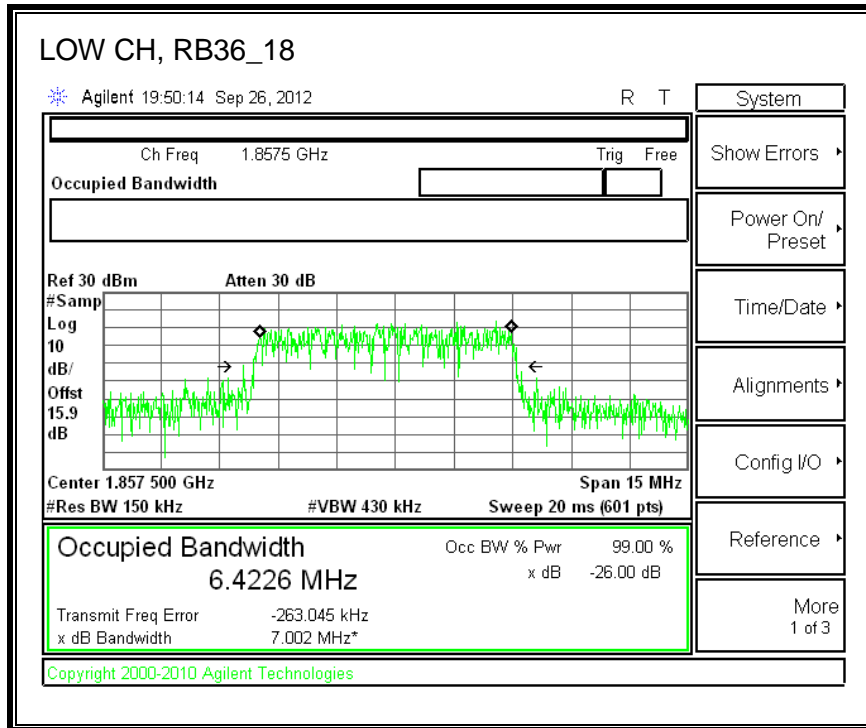 LOW CH, RB36_18
Agilent 19:50:14 Sep 26, 2012 R T
System
Ch Freq 1.8575 GHz Trig Free
Occupied Bandwidth
Show Errors
Power On/
Preset
Time/Date
Alignments
Config I/O
Reference
More
1 of 3
Ref 30 dBm Atten 30 dB
#Samp
Log
10
dB/
Offst
15.9
dB
Center 1.857 500 GHz Span 15 MHz
#Res BW 150 kHz #VBW 430 kHz Sweep 20 ms (601 pts)
Occupied Bandwidth Occ BW % Pwr 99.00 %
6.4226 MHz x dB -26.00 dB
Transmit Freq Error -263.045 kHz
x dB Bandwidth 7.002 MHz*
Copyright 2000-2010 Agilent Technologies